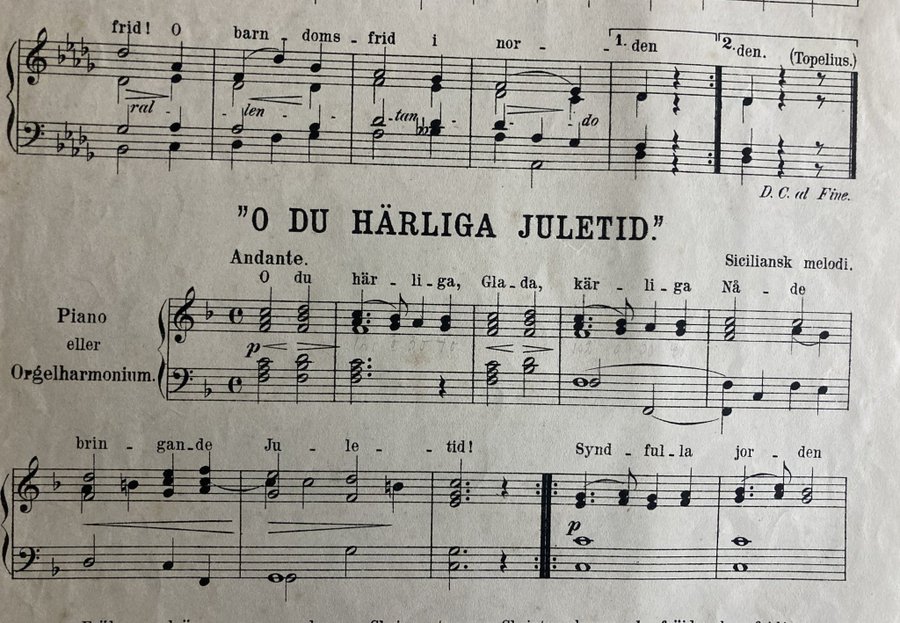 frid! O barn - doms - frid i nor - - 1. den 2. den. (Topelius.)
ral - - len - - - tan - - - do
D. C. al Fine.
"O DU HÄRLIGA JULETID."
Andante. Siciliansk melodi.
O du här - li - ga, Gla - da, kär - li - ga Nå - de
Piano
eller
Orgelharmonium.
p
brin - gan - de Ju - le - tid! Synd - ful - la jor - den
p